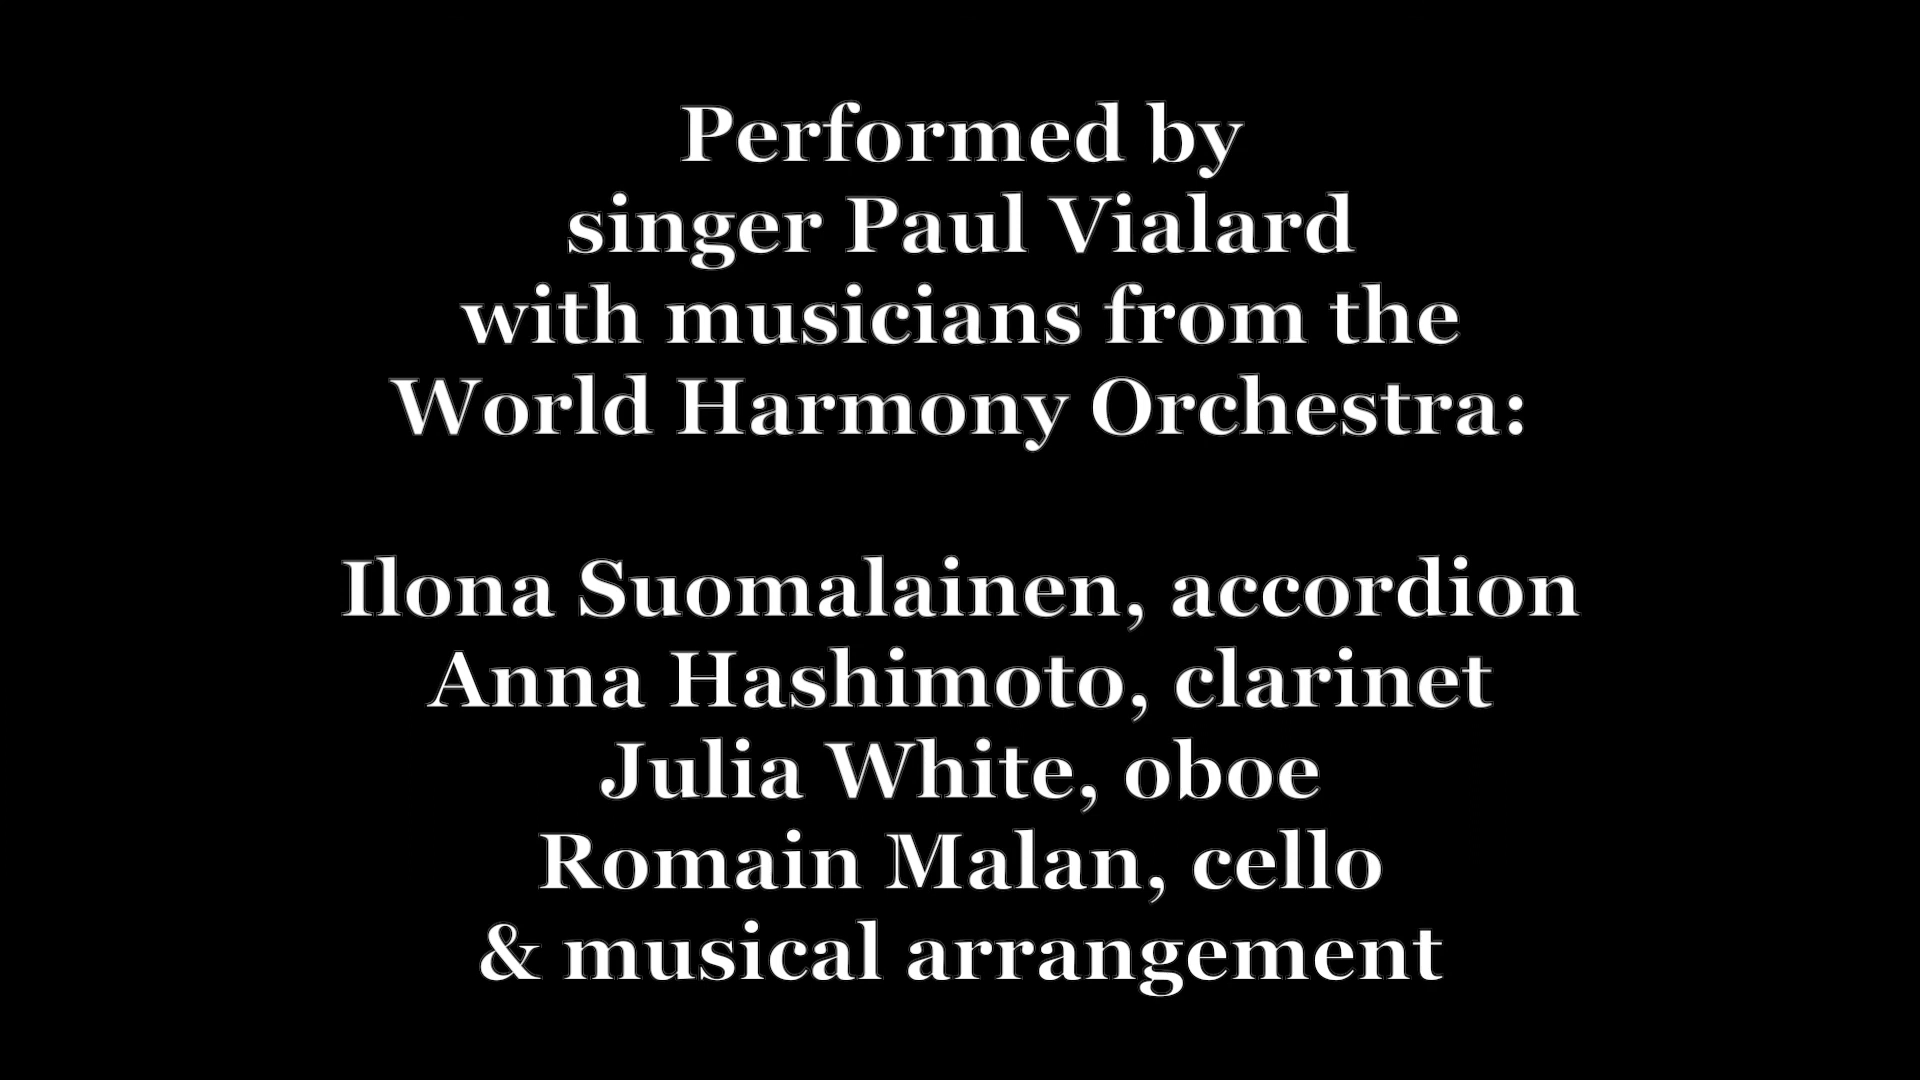 Performed by
singer Paul Vialard
with musicians from the
World Harmony Orchestra:
Ilona Suomalainen, accordion
Anna Hashimoto, clarinet
Julia White, oboe
Romain Malan, cello
& musical arrangement